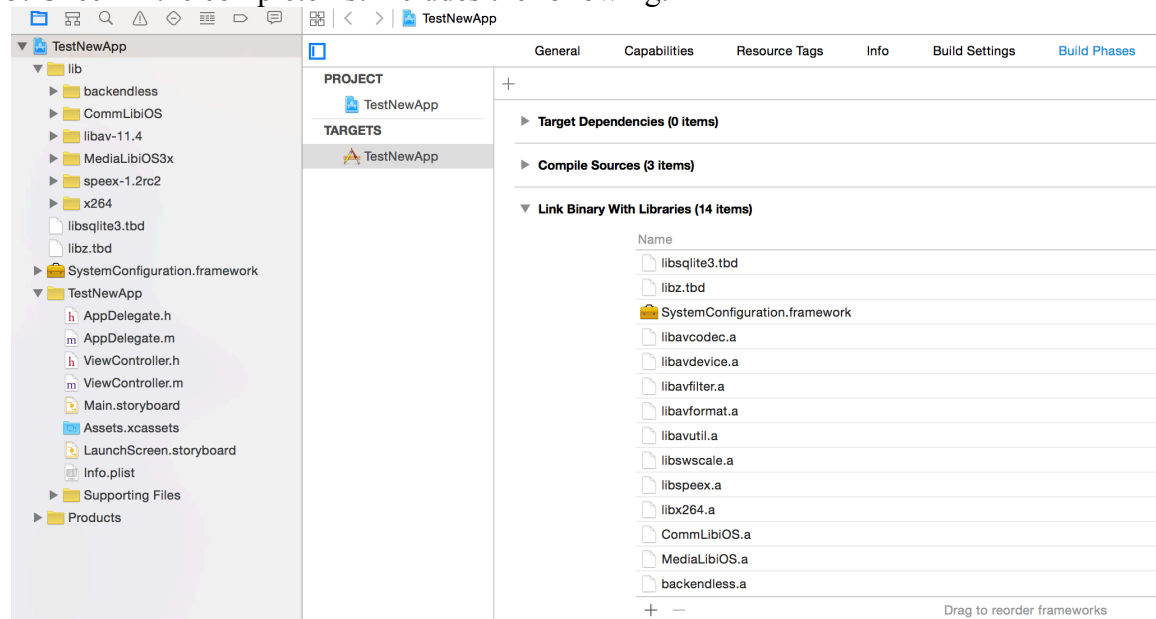 TestNewApp
TestNewApp
lib
backendless
CommLibiOS
libav-11.4
MediaLibiOS3x
speex-1.2rc2
x264
libsqlite3.tbd
libz.tbd
SystemConfiguration.framework
TestNewApp
h AppDelegate.h
m AppDelegate.m
h ViewController.h
m ViewController.m
Main.storyboard
Assets.xcassets
LaunchScreen.storyboard
Info.plist
Supporting Files
Products
General Capabilities Resource Tags Info Build Settings Build Phases
PROJECT
TestNewApp
TARGETS
TestNewApp
+
Target Dependencies (0 items)
Compile Sources (3 items)
Link Binary With Libraries (14 items)
Name
libsqlite3.tbd
libz.tbd
SystemConfiguration.framework
libavcodec.a
libavdevice.a
libavfilter.a
libavformat.a
libavutil.a
libswscale.a
libspeex.a
libx264.a
CommLibiOS.a
MediaLibiOS.a
backendless.a
+ − Drag to reorder frameworks